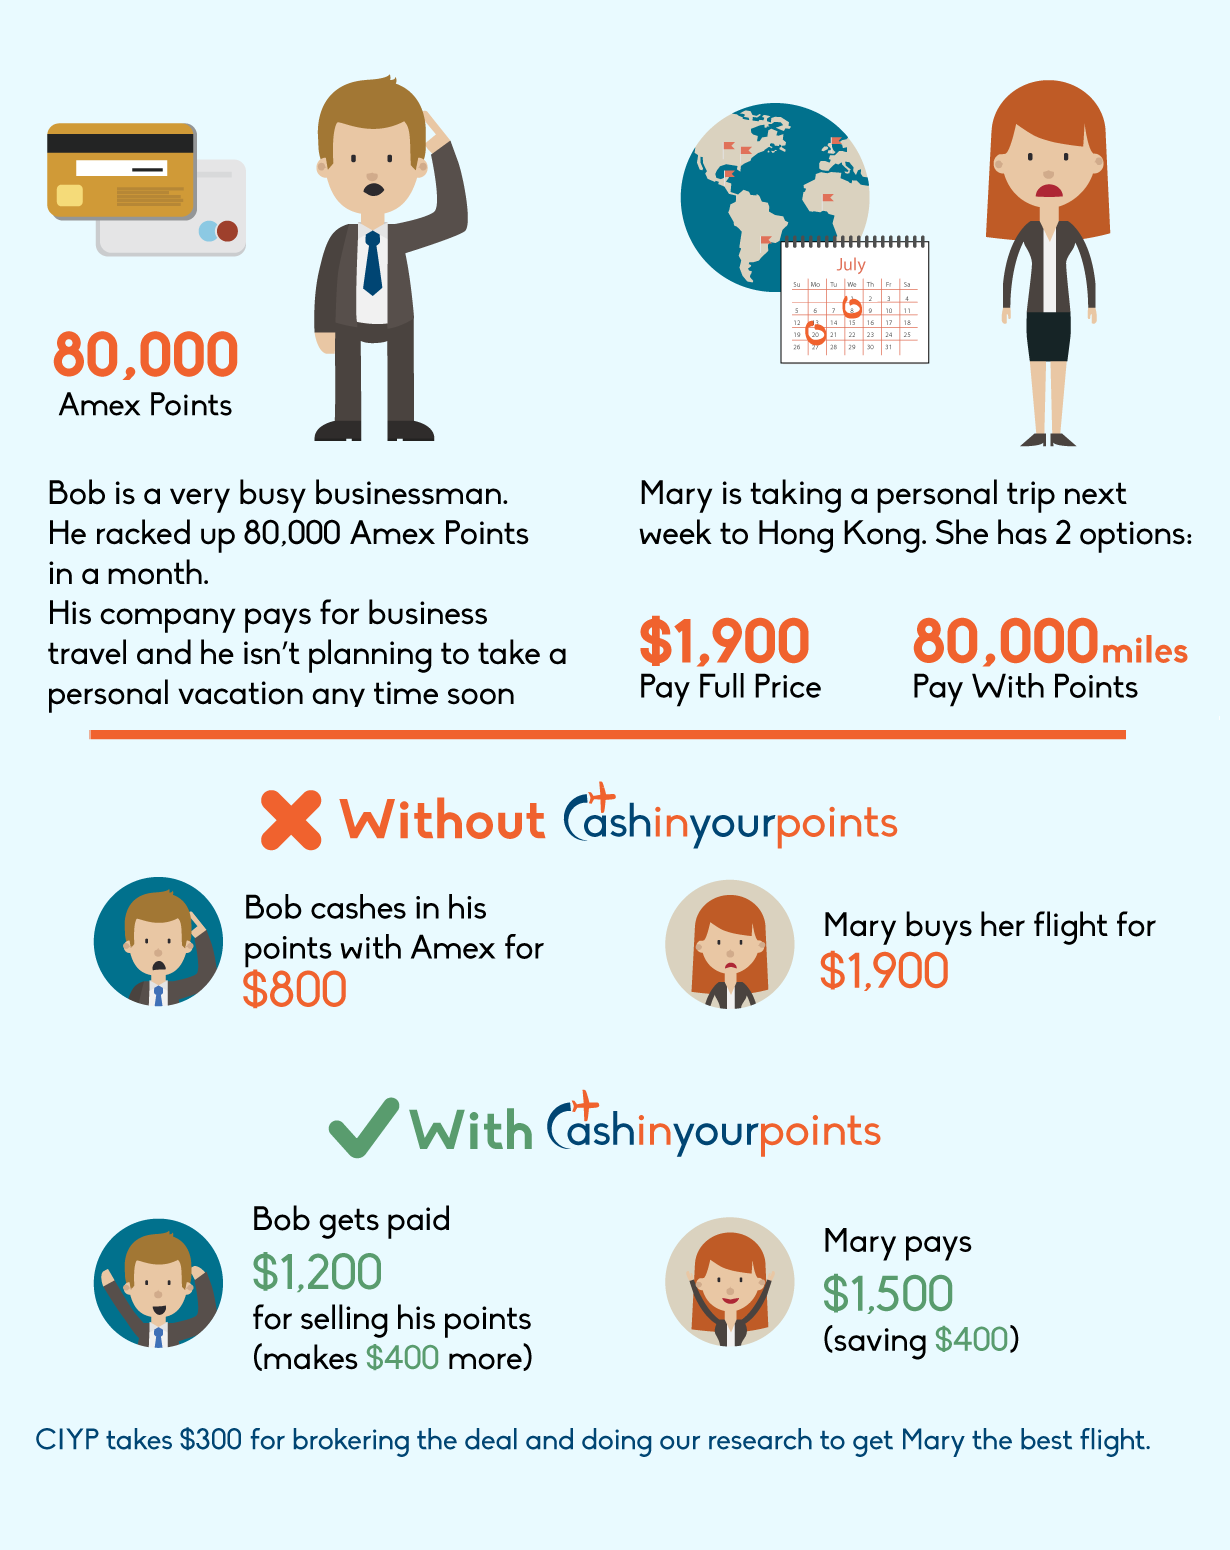 80,000
Amex Points
July
Su Mo Tu We Th Fr Sa
1 2 3 4
5 6 7 8 9 10 11
12 13 14 15 16 17 18
19 20 21 22 23 24 25
26 27 28 29 30 31
Bob is a very busy businessman.
He racked up 80,000 Amex Points
in a month.
His company pays for business
travel and he isn't planning to take a
personal vacation any time soon
Mary is taking a personal trip next
week to Hong Kong. She has 2 options:
$1,900
Pay Full Price
80,000 miles
Pay With Points
Without Cashinyourpoints
Bob cashes in his
points with Amex for
$800
Mary buys her flight for
$1,900
With Cashinyourpoints
Bob gets paid
$1,200
for selling his points
(makes $400 more)
Mary pays
$1,500
(saving $400)
CIYP takes $300 for brokering the deal and doing our research to get Mary the best flight.